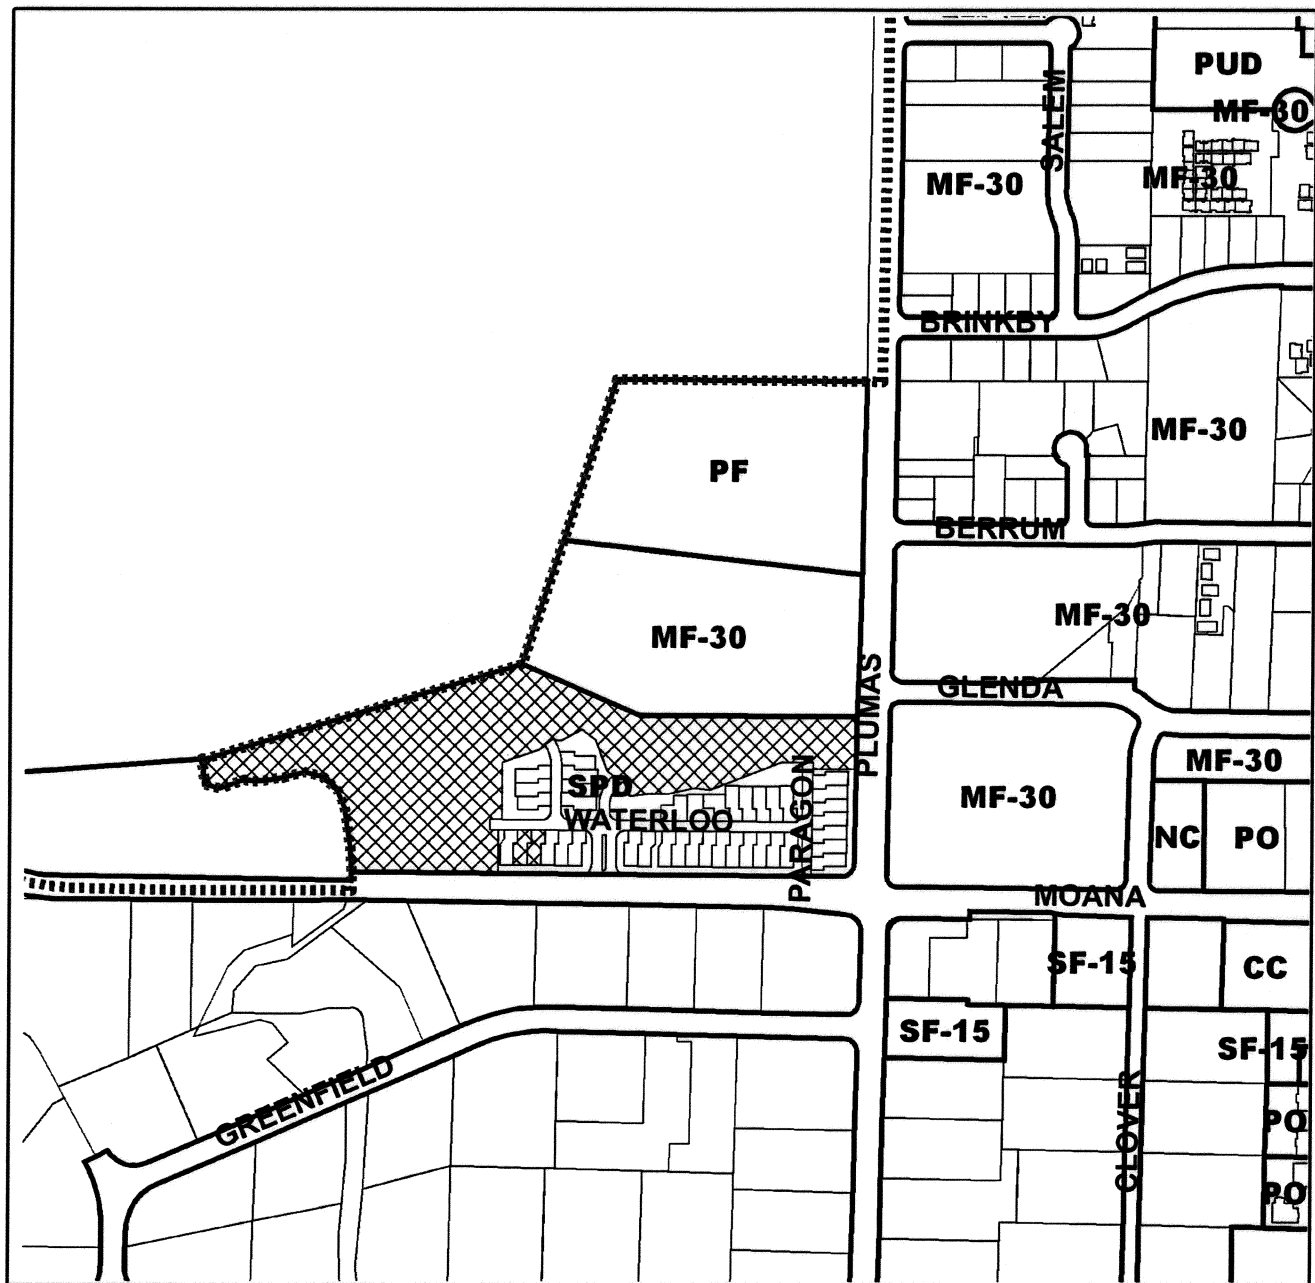 PUD
MF-30
SALEM
MF-30
MF-30
BRINKBY
MF-30
PF
BERRUM
MF-30
MF-30
PLUMAS
GLENDA
MF-30
SPD
MF-30
WATERLOO
PARAGON
NC
PO
MOANA
SF-15
CC
SF-15
SF-15
GREENFIELD
CLOVER
PO
PO